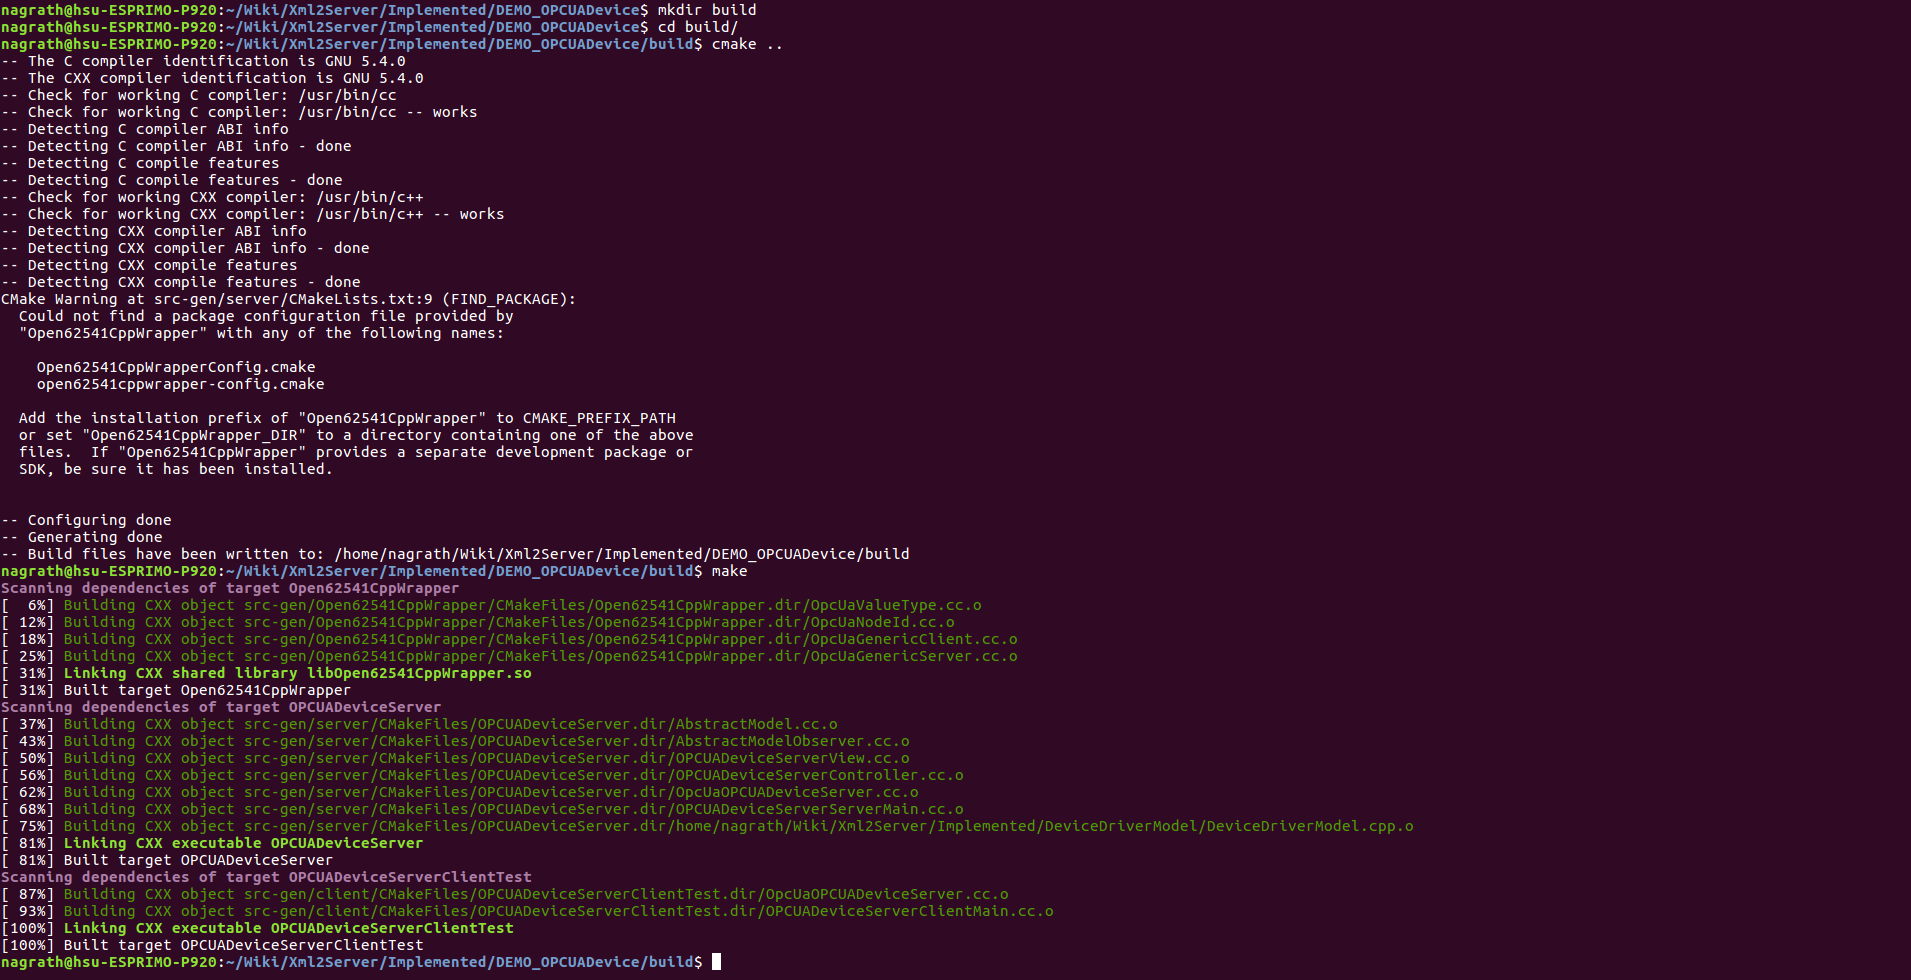 nagrath@hsu-ESPRIMO-P920:~/Wiki/Xml2Server/Implemented/DEMO_OPCUADevice$ mkdir build
nagrath@hsu-ESPRIMO-P920:~/Wiki/Xml2Server/Implemented/DEMO_OPCUADevice$ cd build/
nagrath@hsu-ESPRIMO-P920:~/Wiki/Xml2Server/Implemented/DEMO_OPCUADevice/build$ cmake ..
-- The C compiler identification is GNU 5.4.0
-- The CXX compiler identification is GNU 5.4.0
-- Check for working C compiler: /usr/bin/cc
-- Check for working C compiler: /usr/bin/cc -- works
-- Detecting C compiler ABI info
-- Detecting C compiler ABI info - done
-- Detecting C compile features
-- Detecting C compile features - done
-- Check for working CXX compiler: /usr/bin/c++
-- Check for working CXX compiler: /usr/bin/c++ -- works
-- Detecting CXX compiler ABI info
-- Detecting CXX compiler ABI info - done
-- Detecting CXX compile features
-- Detecting CXX compile features - done
CMake Warning at src-gen/server/CMakeLists.txt:9 (FIND_PACKAGE):
  Could not find a package configuration file provided by
  "Open62541CppWrapper" with any of the following names:

    Open62541CppWrapperConfig.cmake
    open62541cppwrapper-config.cmake

  Add the installation prefix of "Open62541CppWrapper" to CMAKE_PREFIX_PATH
  or set "Open62541CppWrapper_DIR" to a directory containing one of the above
  files.  If "Open62541CppWrapper" provides a separate development package or
  SDK, be sure it has been installed.


-- Configuring done
-- Generating done
-- Build files have been written to: /home/nagrath/Wiki/Xml2Server/Implemented/DEMO_OPCUADevice/build
nagrath@hsu-ESPRIMO-P920:~/Wiki/Xml2Server/Implemented/DEMO_OPCUADevice/build$ make
Scanning dependencies of target Open62541CppWrapper
[  6%] Building CXX object src-gen/Open62541CppWrapper/CMakeFiles/Open62541CppWrapper.dir/OpcUaValueType.cc.o
[ 12%] Building CXX object src-gen/Open62541CppWrapper/CMakeFiles/Open62541CppWrapper.dir/OpcUaNodeId.cc.o
[ 18%] Building CXX object src-gen/Open62541CppWrapper/CMakeFiles/Open62541CppWrapper.dir/OpcUaGenericClient.cc.o
[ 25%] Building CXX object src-gen/Open62541CppWrapper/CMakeFiles/Open62541CppWrapper.dir/OpcUaGenericServer.cc.o
[ 31%] Linking CXX shared library libOpen62541CppWrapper.so
[ 31%] Built target Open62541CppWrapper
Scanning dependencies of target OPCUADeviceServer
[ 37%] Building CXX object src-gen/server/CMakeFiles/OPCUADeviceServer.dir/AbstractModel.cc.o
[ 43%] Building CXX object src-gen/server/CMakeFiles/OPCUADeviceServer.dir/AbstractModelObserver.cc.o
[ 50%] Building CXX object src-gen/server/CMakeFiles/OPCUADeviceServer.dir/OPCUADeviceServerView.cc.o
[ 56%] Building CXX object src-gen/server/CMakeFiles/OPCUADeviceServer.dir/OPCUADeviceServerController.cc.o
[ 62%] Building CXX object src-gen/server/CMakeFiles/OPCUADeviceServer.dir/OpcUaOPCUADeviceServer.cc.o
[ 68%] Building CXX object src-gen/server/CMakeFiles/OPCUADeviceServer.dir/OPCUADeviceServerServerMain.cc.o
[ 75%] Building CXX object src-gen/server/CMakeFiles/OPCUADeviceServer.dir/home/nagrath/Wiki/Xml2Server/Implemented/DeviceDriverModel/DeviceDriverModel.cpp.o
[ 81%] Linking CXX executable OPCUADeviceServer
[ 81%] Built target OPCUADeviceServer
Scanning dependencies of target OPCUADeviceServerClientTest
[ 87%] Building CXX object src-gen/client/CMakeFiles/OPCUADeviceServerClientTest.dir/OpcUaOPCUADeviceServer.cc.o
[ 93%] Building CXX object src-gen/client/CMakeFiles/OPCUADeviceServerClientTest.dir/OPCUADeviceServerClientMain.cc.o
[100%] Linking CXX executable OPCUADeviceServerClientTest
[100%] Built target OPCUADeviceServerClientTest
nagrath@hsu-ESPRIMO-P920:~/Wiki/Xml2Server/Implemented/DEMO_OPCUADevice/build$